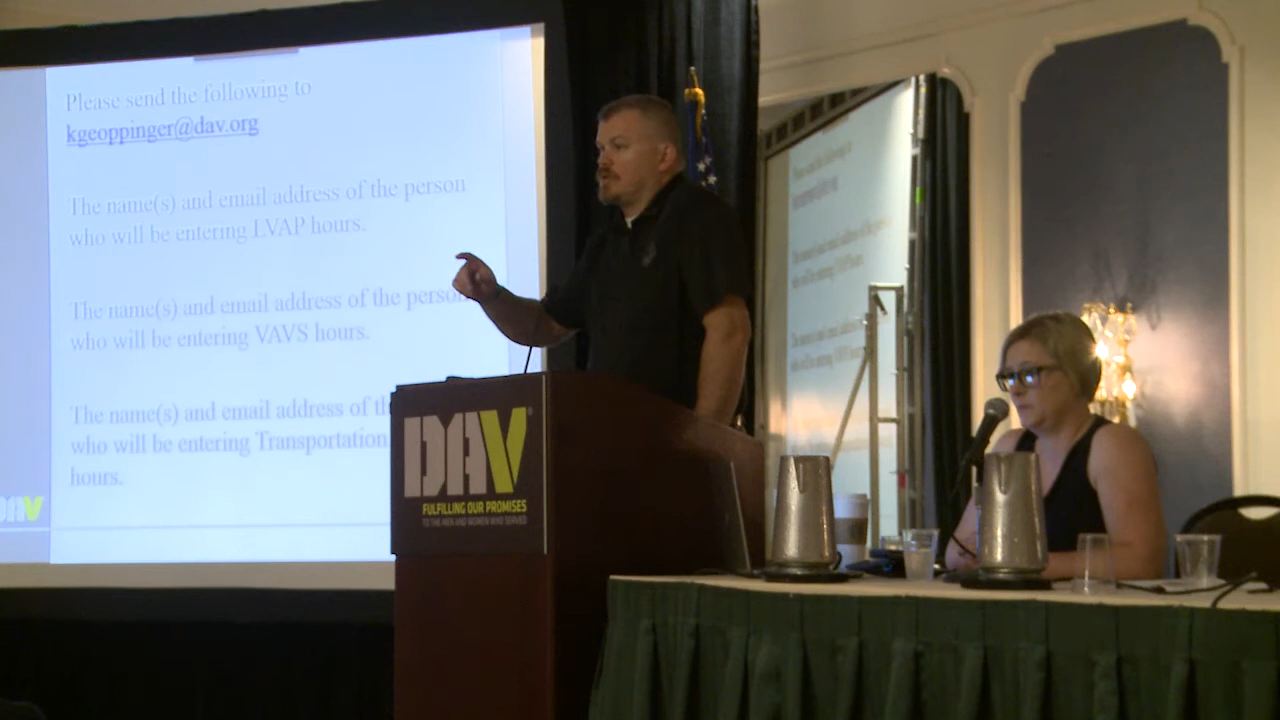 Please send the following to
kgeoppinger@dav.org
The name(s) and email address of the person
who will be entering LVAP hours.
The name(s) and email address of the person
who will be entering VAVS hours.
The name(s) and email address of th
who will be entering Transportation
hours.
DAV
DAV
FULFILLING OUR PROMISES
TO THE MEN AND WOMEN WHO SERVED